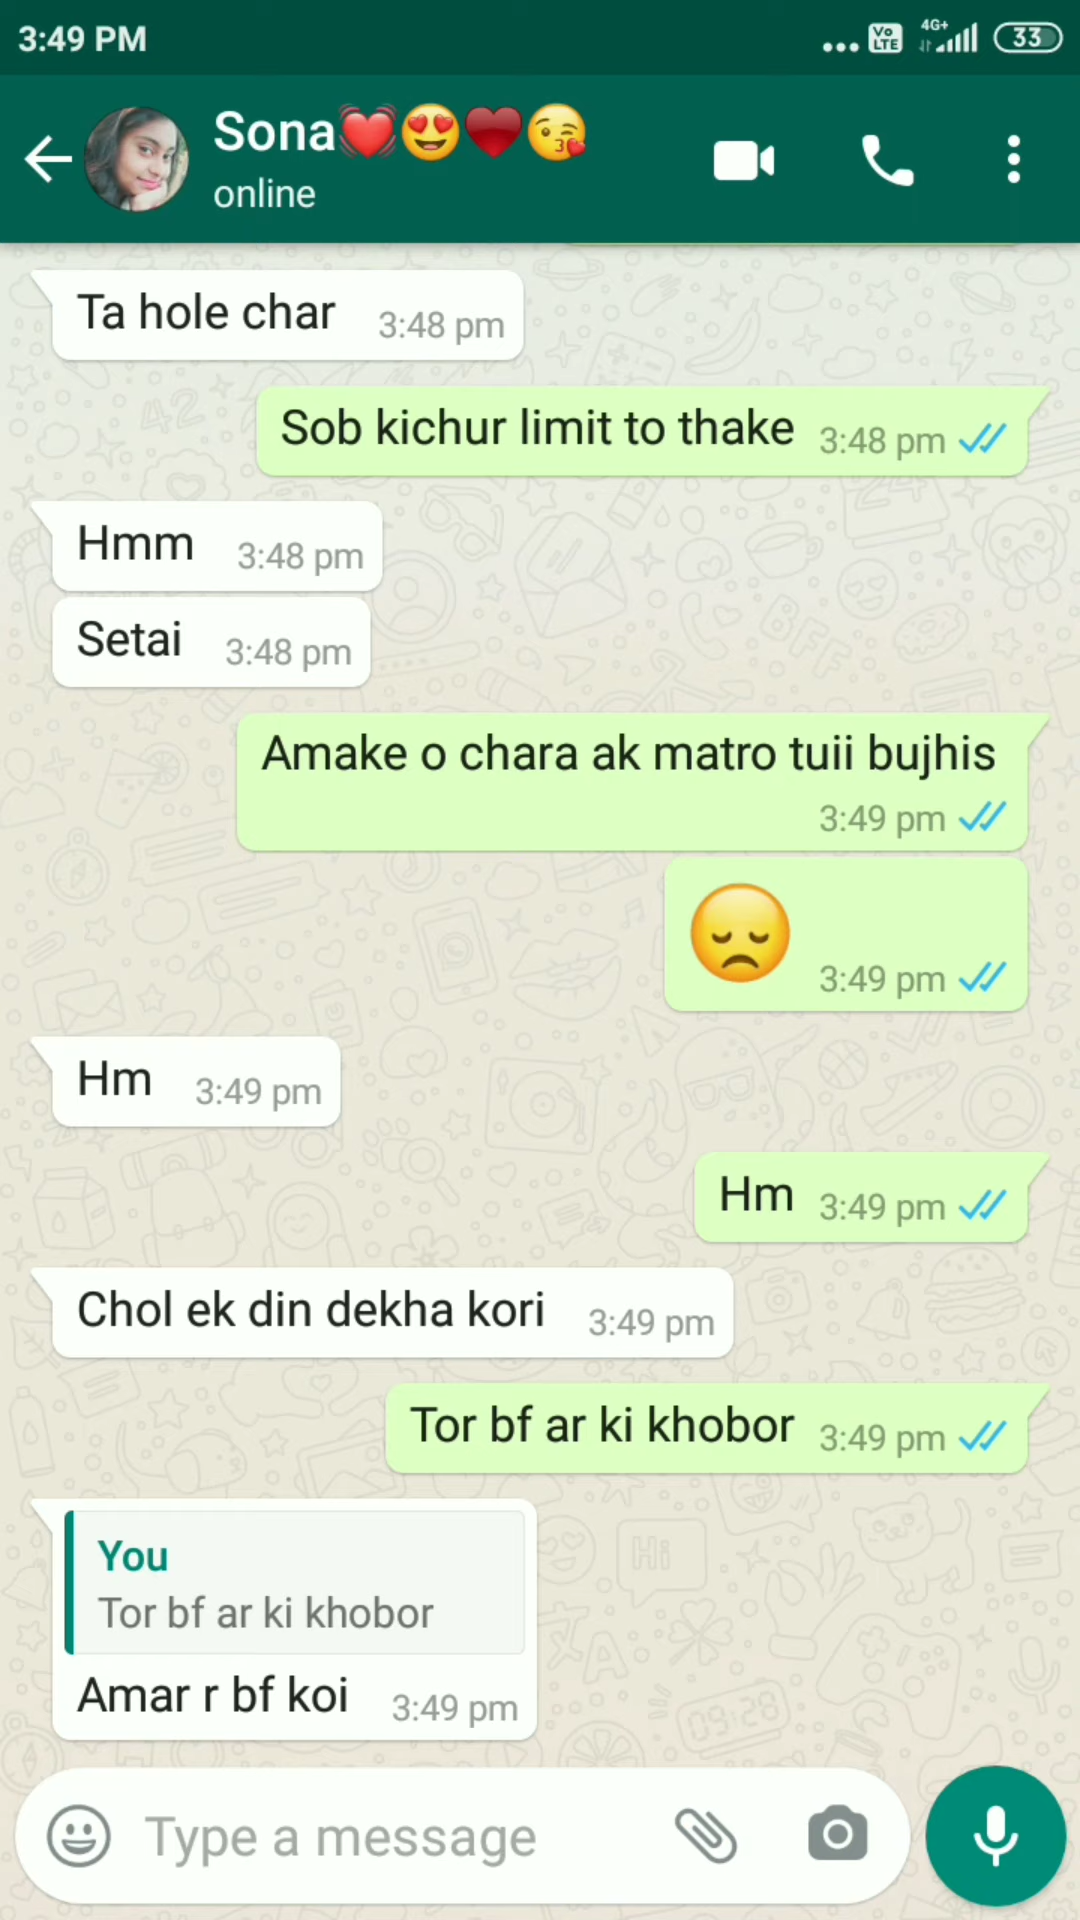 3:49 PM
Vo LTE 4G+ 33
Sona💓😍♥️😘
online
Ta hole char 3:48 pm
Sob kichur limit to thake 3:48 pm
Hmm 3:48 pm
Setai 3:48 pm
Amake o chara ak matro tuii bujhis
3:49 pm
😞 3:49 pm
Hm 3:49 pm
Hm 3:49 pm
Chol ek din dekha kori 3:49 pm
Tor bf ar ki khobor 3:49 pm
You
Tor bf ar ki khobor
Amar r bf koi 3:49 pm
Type a message